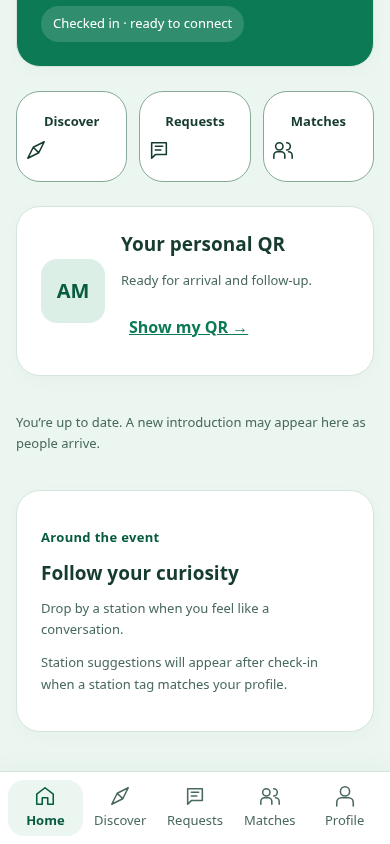 Checked in · ready to connect
Discover
Requests
Matches
AM
Your personal QR
Ready for arrival and follow-up.
Show my QR →
You’re up to date. A new introduction may appear here as
people arrive.
Around the event
Follow your curiosity
Drop by a station when you feel like a
conversation.
Station suggestions will appear after check-in
when a station tag matches your profile.
Home
Discover
Requests
Matches
Profile